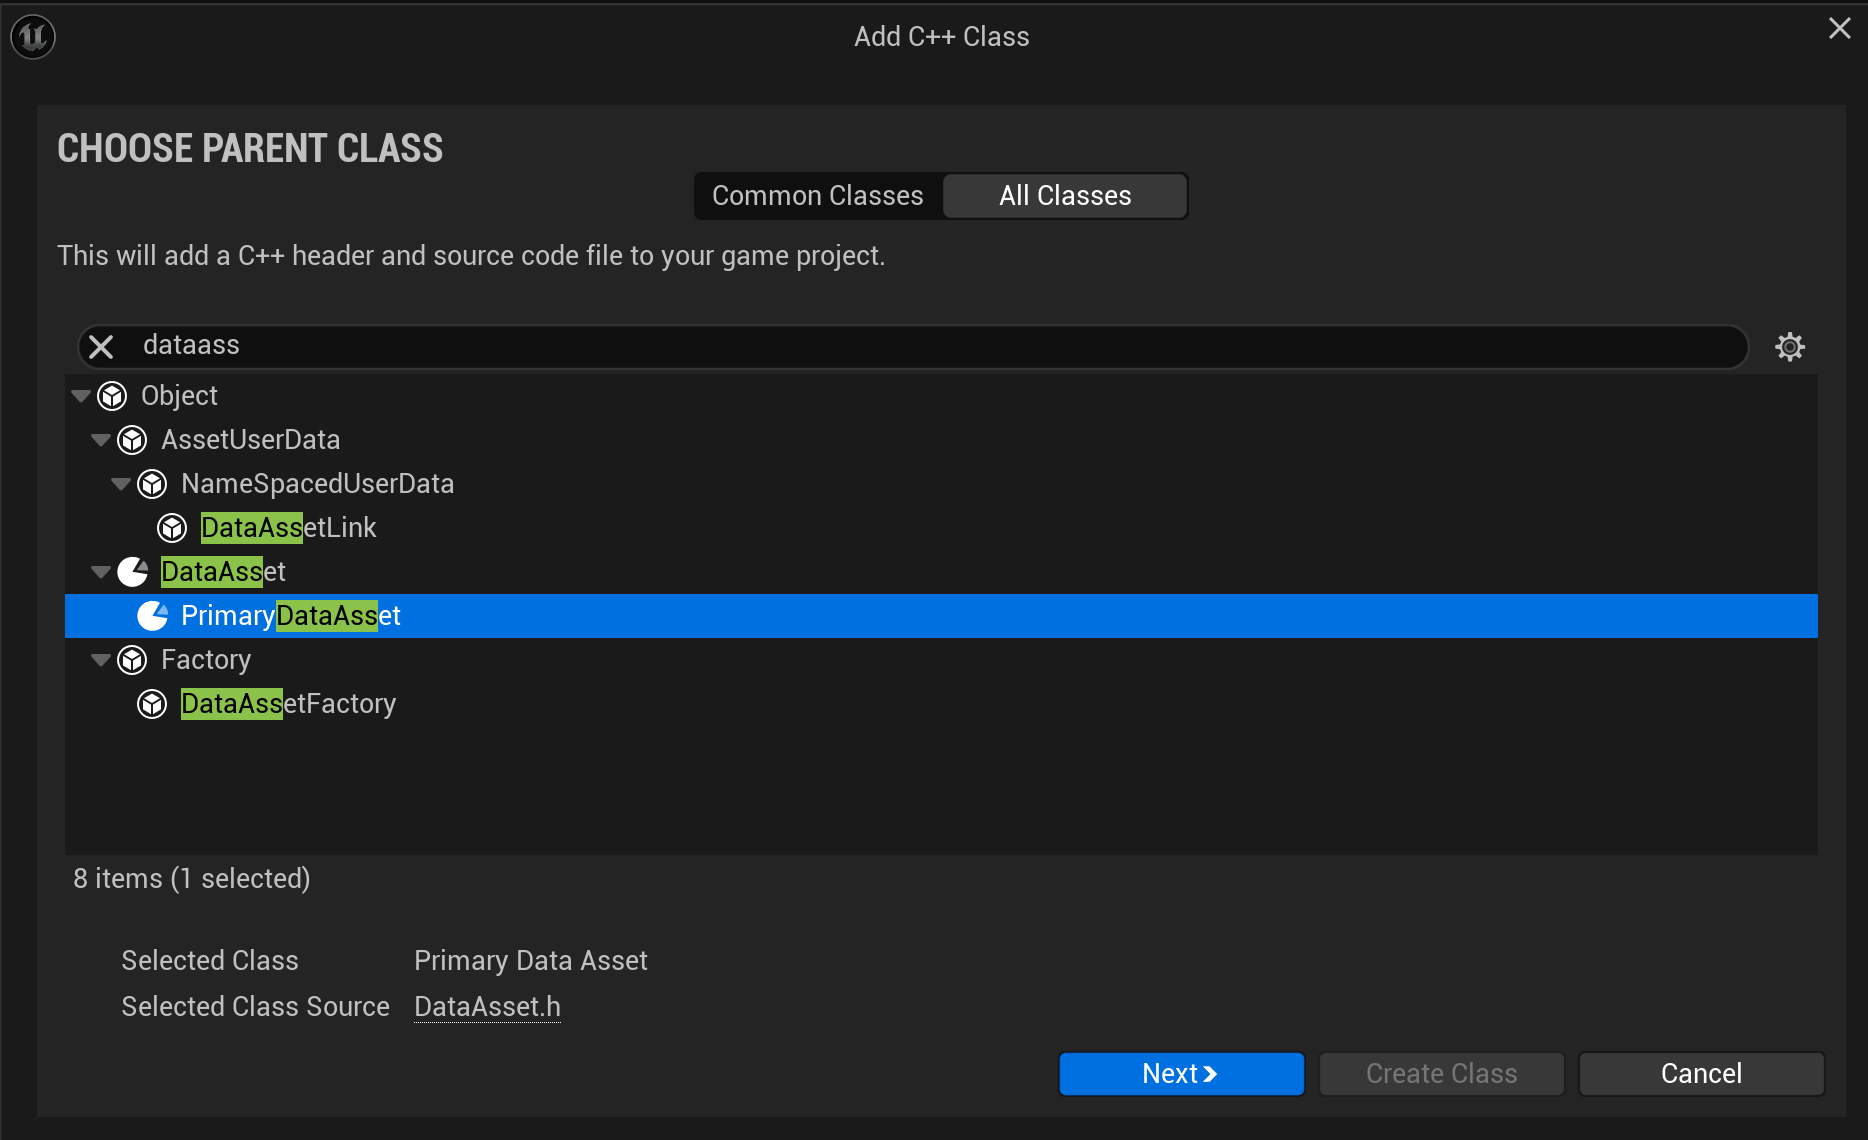 Add C++ Class
CHOOSE PARENT CLASS
Common Classes All Classes
This will add a C++ header and source code file to your game project.
dataass
Object
AssetUserData
NameSpacedUserData
DataAssetLink
DataAsset
PrimaryDataAsset
Factory
DataAssetFactory
8 items (1 selected)
Selected Class Primary Data Asset
Selected Class Source DataAsset.h
Next Create Class Cancel